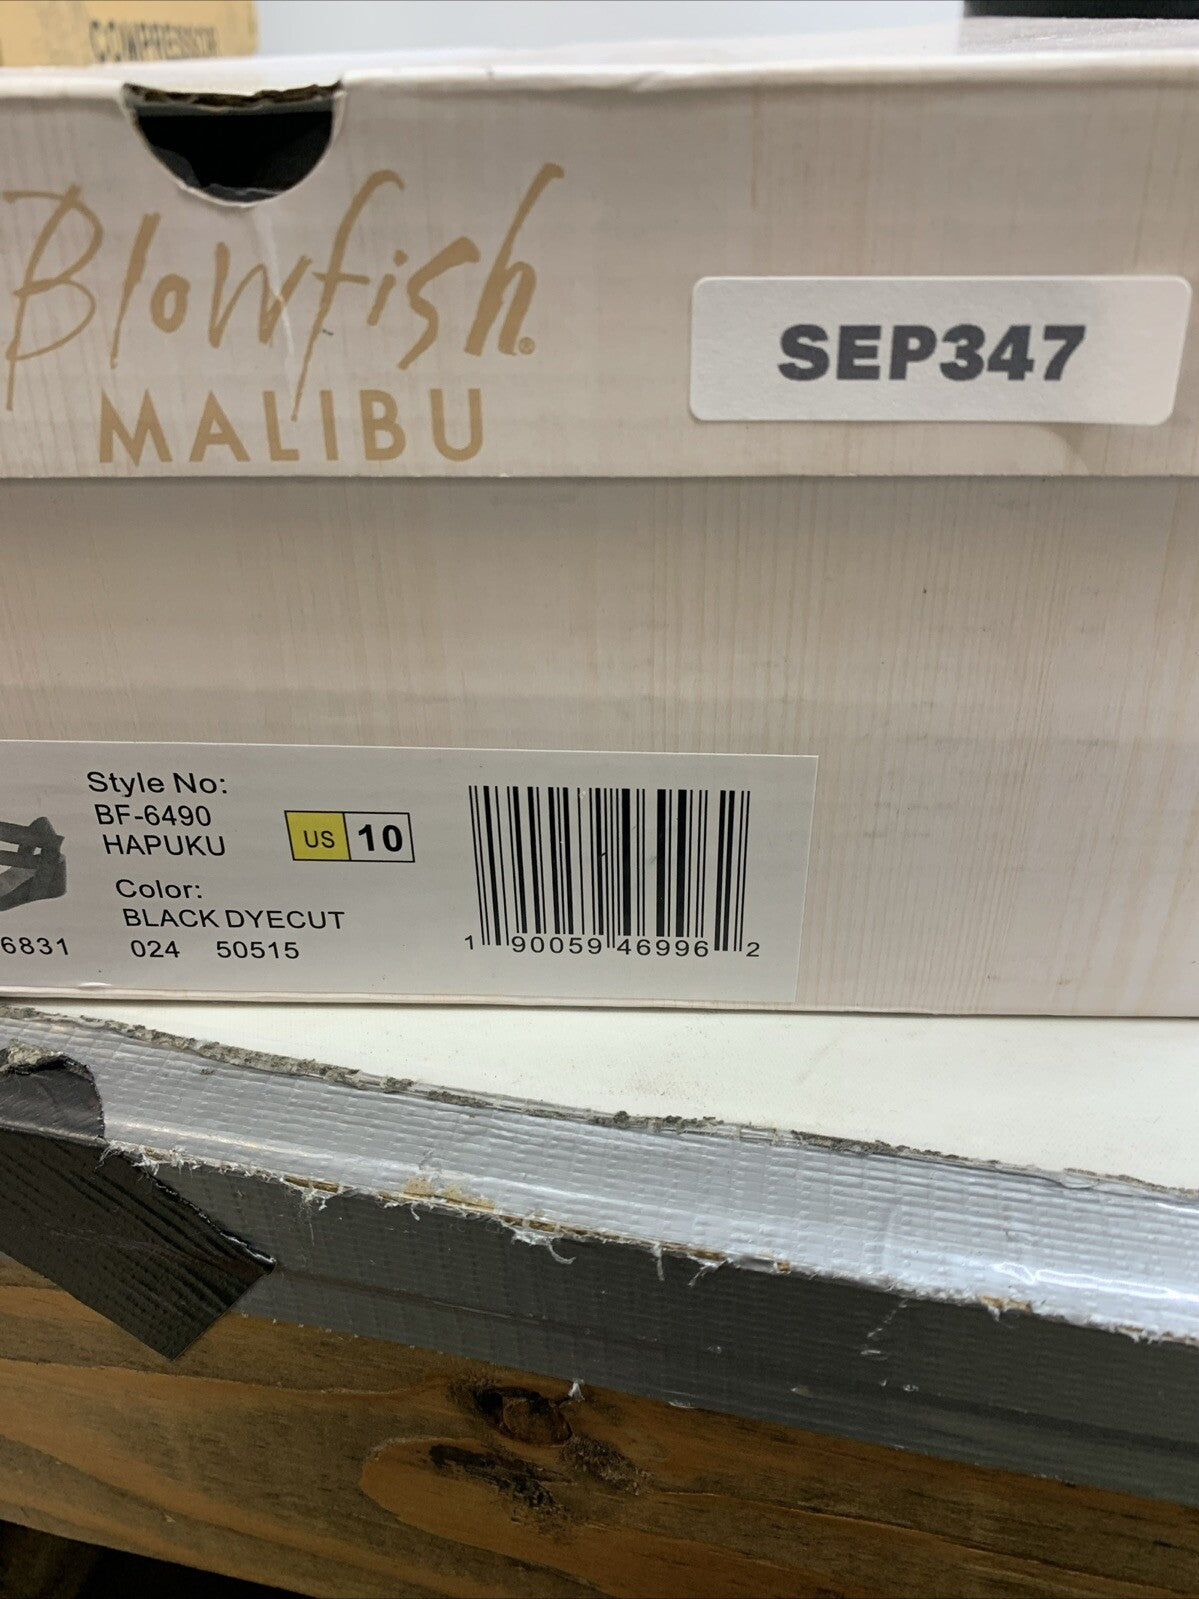 COMPRESSOR
Blowfish®
MALIBU
SEP347
Style No:
BF-6490
HAPUKU
US 10
Color:
BLACK DYECUT
6831 024 50515
1 90059 46996 2